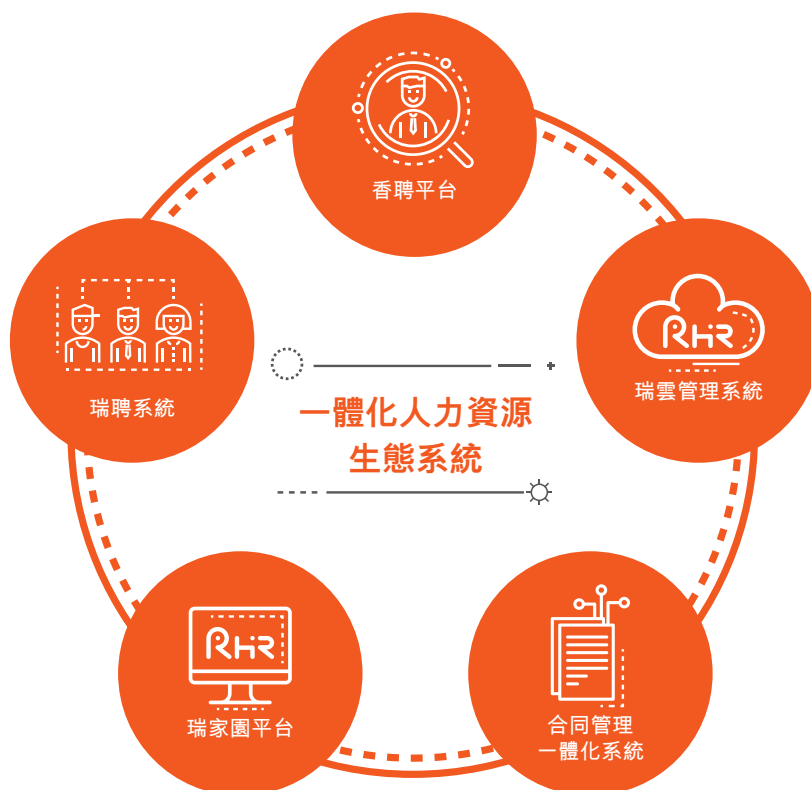 香聘平台
瑞聘系統
RHR
瑞雲管理系統
一體化人力資源
生態系統
RHR
瑞家園平台
合同管理
一體化系統